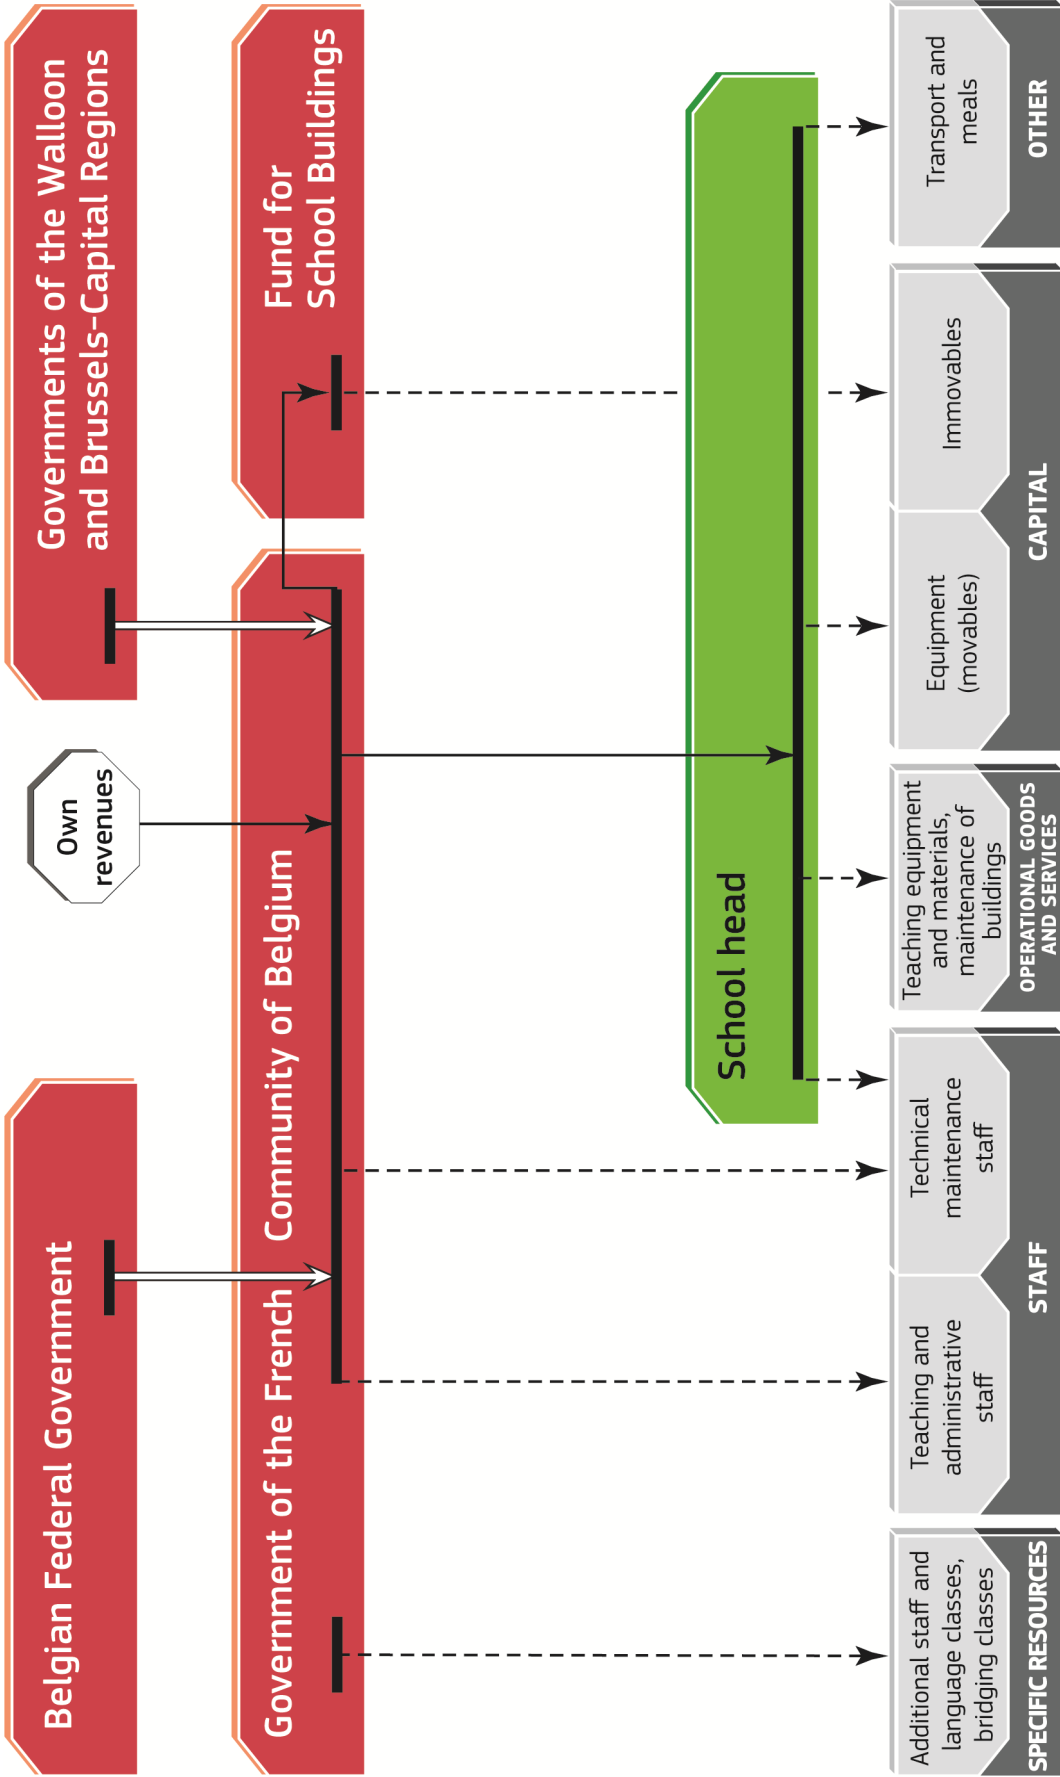 Belgian Federal Government
Own
revenues
Governments of the Walloon
and Brussels-Capital Regions
Government of the French Community of Belgium
Fund for
School Buildings
School head
Additional staff and
language classes,
bridging classes
Teaching and
administrative
staff
Technical
maintenance
staff
Teaching equipment
and materials,
maintenance of
buildings
Equipment
(movables)
Immovables
Transport and
meals
SPECIFIC RESOURCES
STAFF
OPERATIONAL GOODS
AND SERVICES
CAPITAL
OTHER